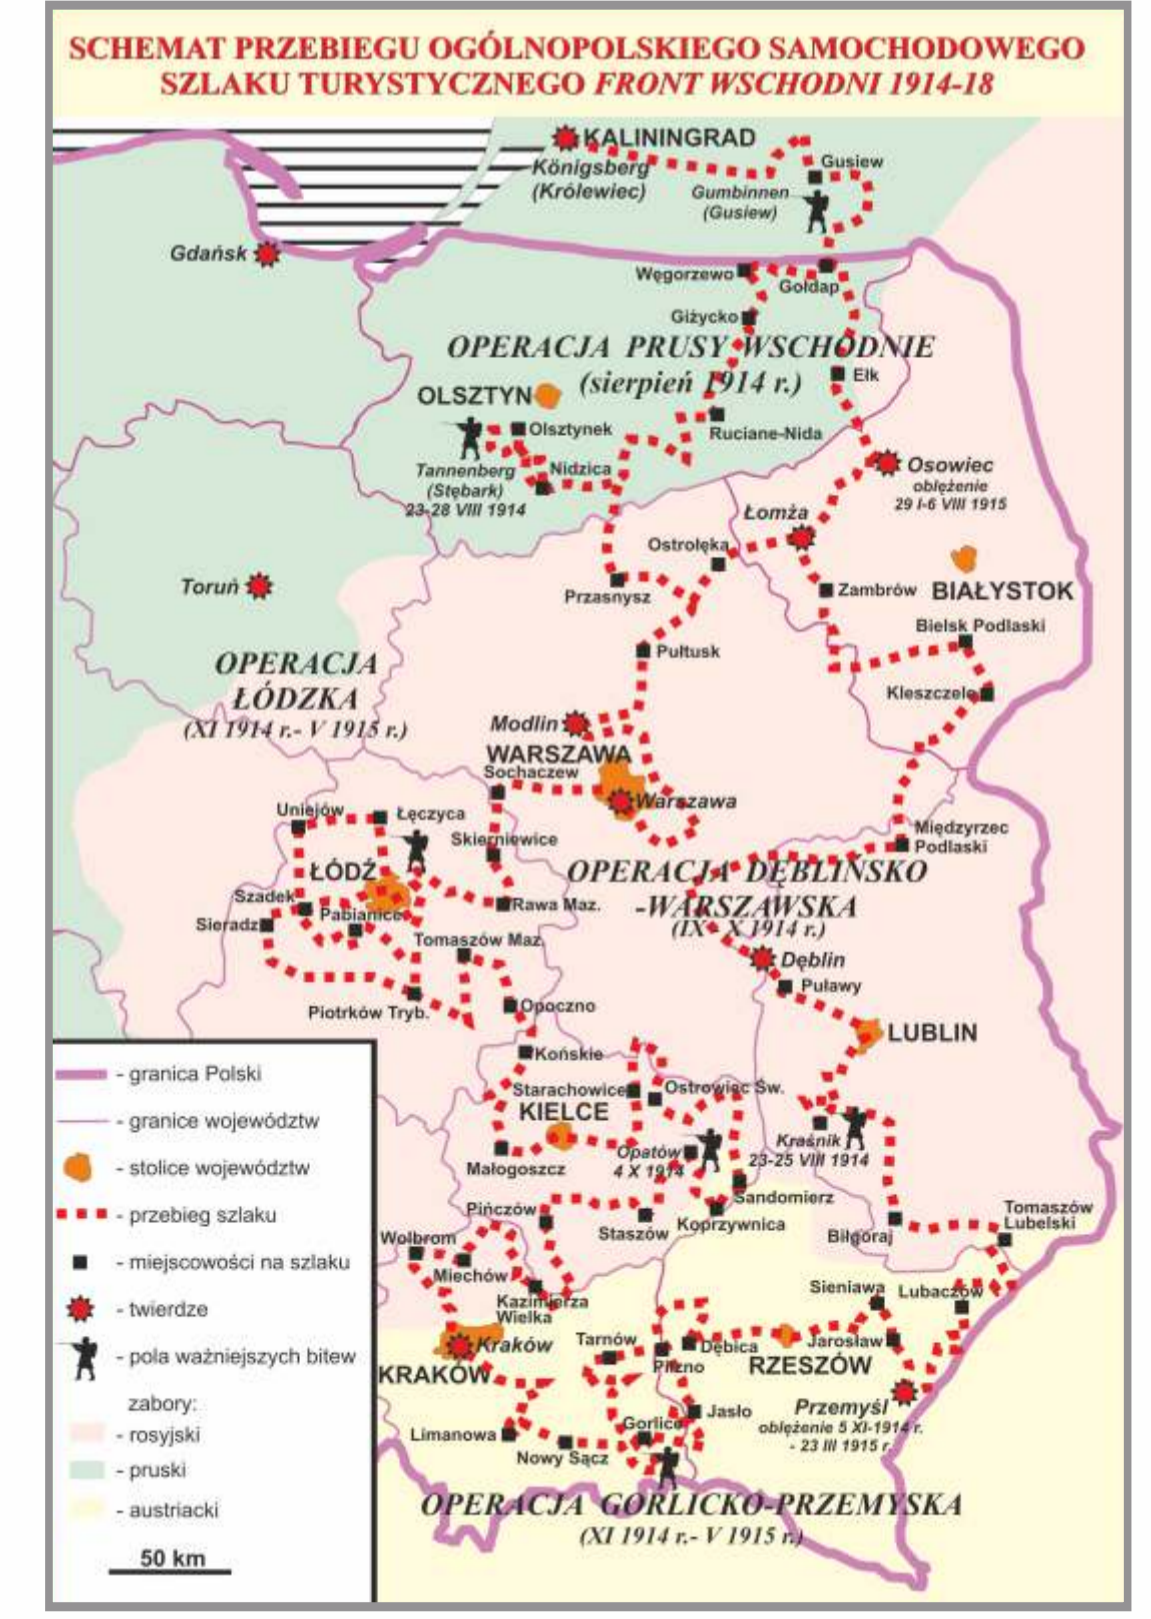 SCHEMAT PRZEBIEGU OGÓLNOPOLSKIEGO SAMOCHODOWEGO
SZLAKU TURYSTYCZNEGO FRONT WSCHODNI 1914-18
KALININGRAD
Königsberg
(Królewiec)
Gusiew
Gumbinnen
(Gusiew)
Gdańsk
Węgorzewo
Gołdap
Giżycko
OPERACJA PRUSY WSCHODNIE
(sierpień 1914 r.)
Ełk
OLSZTYN
Olsztynek
Ruciane-Nida
Tannenberg
(Stębark)
23-28 VIII 1914
Nidzica
Osowiec
oblężenie
29 I-6 VIII 1915
Łomża
Ostrołęka
Toruń
Przasnysz
Zambrów
BIAŁYSTOK
Bielsk Podlaski
Pułtusk
OPERACJA
ŁÓDZKA
(XI 1914 r.- V 1915 r.)
Kleszczele
Modlin
WARSZAWA
Sochaczew
Warszawa
Uniejów
Łęczyca
Skierniewice
Międzyrzec
Podlaski
ŁÓDŹ
OPERACJA DĘBLIŃSKO
-WARSZAWSKA
(IX - X 1914 r.)
Szadek
Rawa Maz.
Sieradz
Pabianice
Tomaszów Maz.
Dęblin
Puławy
Piotrków Tryb.
Opoczno
LUBLIN
Końskie
Starachowice
Ostrowiec Św.
KIELCE
Małogoszcz
Opatów
4 X 1914
Kraśnik
23-25 VIII 1914
Sandomierz
Pińczów
Staszów
Koprzywnica
Biłgoraj
Tomaszów
Lubelski
Wolbrom
Miechów
Kazimierza
Wielka
Sieniawa
Lubaczów
Kraków
KRAKÓW
Tarnów
Pilzno
Dębica
Jarosław
RZESZÓW
Przemyśl
oblężenie 5 XI-1914 r.
- 23 III 1915 r.
Jasło
Limanowa
Gorlice
Nowy Sącz
OPERACJA GORLICKO-PRZEMYSKA
(XI 1914 r.- V 1915 r.)
- granica Polski
- granice województw
- stolice województw
- przebieg szlaku
- miejscowości na szlaku
- twierdze
- pola ważniejszych bitew
zabory:
- rosyjski
- pruski
- austriacki
50 km